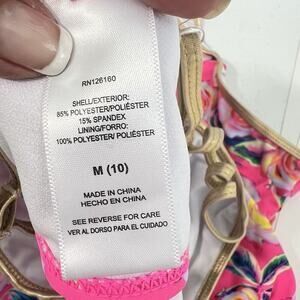 RN126160
SHELL/EXTERIOR:
85% POLYESTER/POLIÉSTER
15% SPANDEX
LINING/FORRO:
100% POLYESTER/ POLIÉSTER
M (10)
MADE IN CHINA
HECHO EN CHINA
SEE REVERSE FOR CARE
VER AL DORSO PARA EL CUIDADO